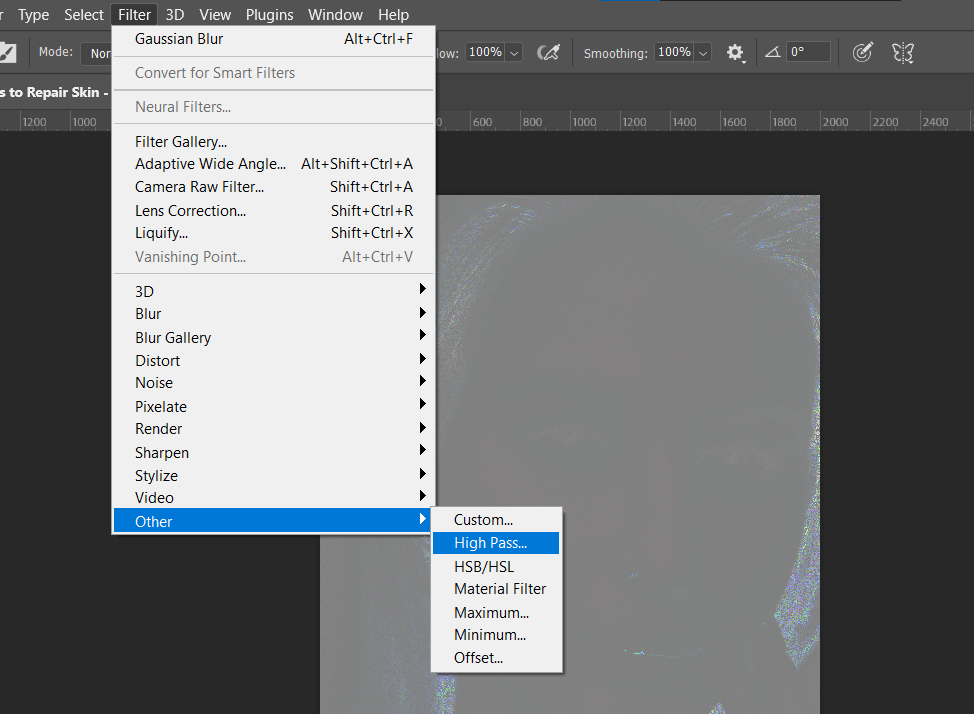 Type Select Filter 3D View Plugins Window Help
Mode: Nor low: 100% Smoothing: 100% 0°
s to Repair Skin -
1200 1000 0 600 800 1000 1200 1400 1600 1800 2000 2200 2400
Gaussian Blur Alt+Ctrl+F
Convert for Smart Filters
Neural Filters...
Filter Gallery...
Adaptive Wide Angle... Alt+Shift+Ctrl+A
Camera Raw Filter... Shift+Ctrl+A
Lens Correction... Shift+Ctrl+R
Liquify... Shift+Ctrl+X
Vanishing Point... Alt+Ctrl+V
3D
Blur
Blur Gallery
Distort
Noise
Pixelate
Render
Sharpen
Stylize
Video
Other
Custom...
High Pass...
HSB/HSL
Material Filter
Maximum...
Minimum...
Offset...